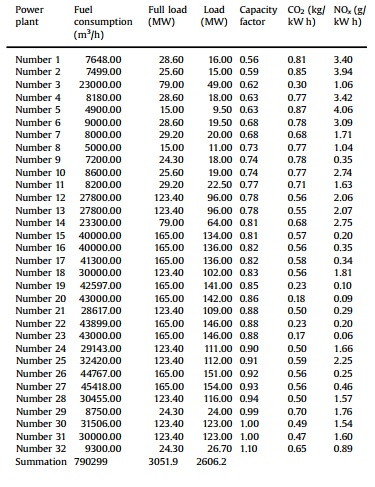 Power Fuel Full load Load Capacity CO₂ (kg/ NOₓ (g/
plant consumption (MW) (MW) factor kW h) kW h)
(m³/h)
Number 1 7648.00 28.60 16.00 0.56 0.81 3.40
Number 2 7499.00 25.60 15.00 0.59 0.85 3.94
Number 3 23000.00 79.00 49.00 0.62 0.30 1.06
Number 4 8180.00 28.60 18.00 0.63 0.77 3.42
Number 5 4900.00 15.00 9.50 0.63 0.87 4.06
Number 6 9000.00 28.60 19.50 0.68 0.78 3.09
Number 7 8000.00 29.20 20.00 0.68 0.68 1.71
Number 8 5000.00 15.00 11.00 0.73 0.77 1.04
Number 9 7200.00 24.30 18.00 0.74 0.78 0.35
Number 10 8600.00 25.60 19.00 0.74 0.77 2.74
Number 11 8200.00 29.20 22.50 0.77 0.71 1.63
Number 12 27800.00 123.40 96.00 0.78 0.56 2.06
Number 13 27800.00 123.40 96.00 0.78 0.55 2.07
Number 14 23300.00 79.00 64.00 0.81 0.68 2.75
Number 15 40000.00 165.00 134.00 0.81 0.57 0.20
Number 16 40000.00 165.00 136.00 0.82 0.56 0.35
Number 17 41300.00 165.00 136.00 0.82 0.58 0.34
Number 18 30000.00 123.40 102.00 0.83 0.56 1.81
Number 19 42597.00 165.00 141.00 0.85 0.23 0.10
Number 20 43000.00 165.00 142.00 0.86 0.18 0.09
Number 21 28617.00 123.40 109.00 0.88 0.50 0.29
Number 22 43899.00 165.00 146.00 0.88 0.23 0.20
Number 23 43000.00 165.00 146.00 0.88 0.17 0.06
Number 24 29143.00 123.40 111.00 0.90 0.50 1.66
Number 25 32420.00 123.40 112.00 0.91 0.59 2.25
Number 26 44767.00 165.00 151.00 0.92 0.56 0.25
Number 27 45418.00 165.00 154.00 0.93 0.56 0.46
Number 28 30455.00 123.40 116.00 0.94 0.50 1.57
Number 29 8750.00 24.30 24.00 0.99 0.70 1.76
Number 30 31506.00 123.40 123.00 1.00 0.49 1.54
Number 31 30000.00 123.40 123.00 1.00 0.47 1.60
Number 32 9300.00 24.30 26.70 1.10 0.65 0.89
Summation 790299 3051.9 2606.2